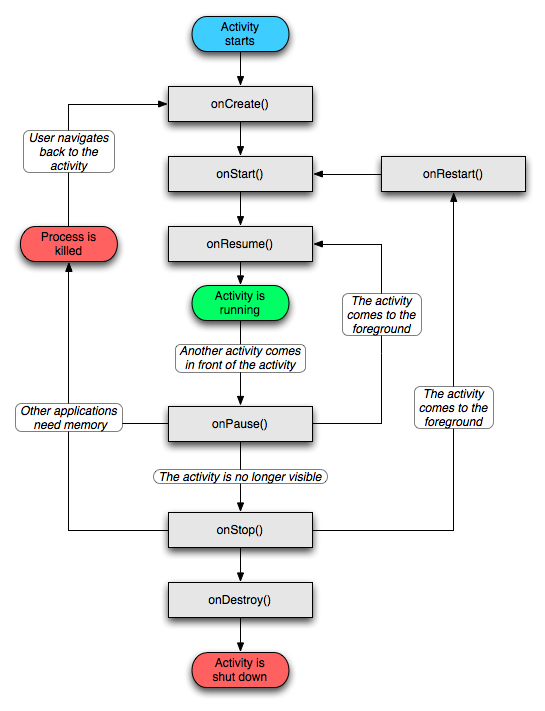 Activity
starts
onCreate()
User navigates
back to the
activity
onStart()
onRestart()
Process is
killed
onResume()
Activity is
running
The activity
comes to the
foreground
Another activity comes
in front of the activity
The activity
comes to the
foreground
Other applications
need memory
onPause()
The activity is no longer visible
onStop()
onDestroy()
Activity is
shut down